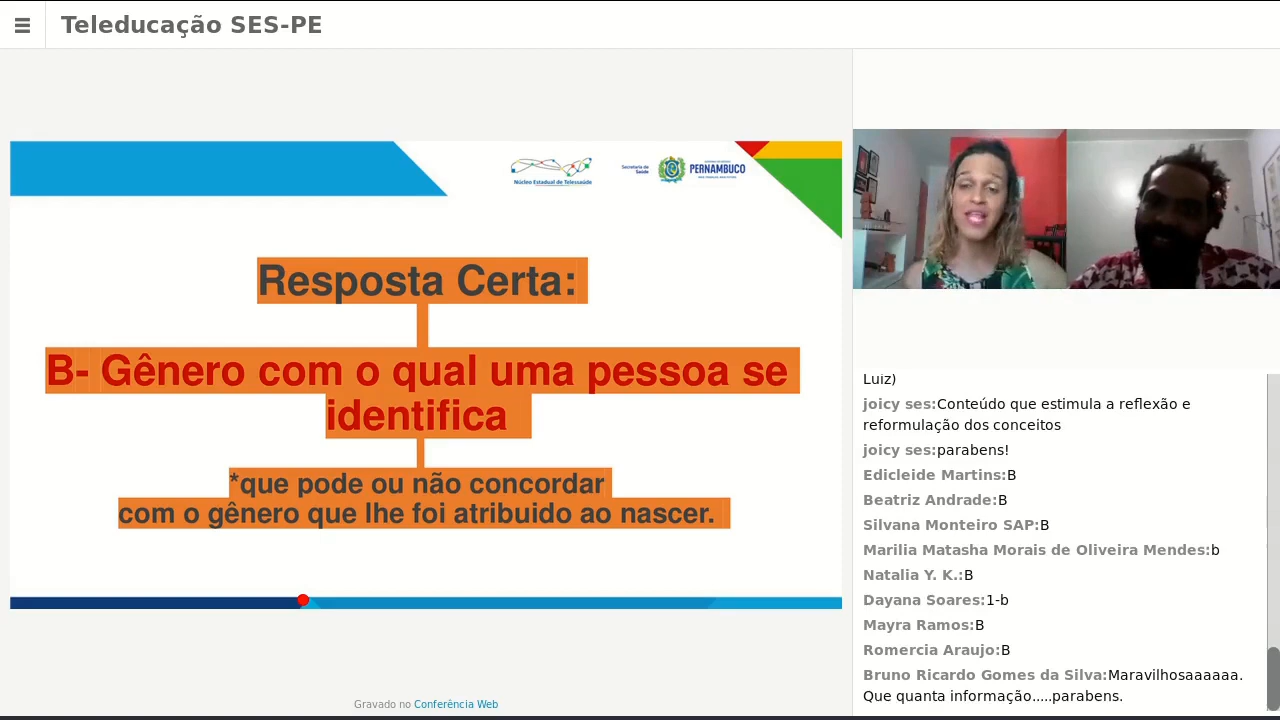 Teleducação SES-PE
Núcleo Estadual de Telessaúde
Secretaria de
Saúde
PERNAMBUCO
Resposta Certa:
B- Gênero com o qual uma pessoa se
identifica
*que pode ou não concordar
com o gênero que lhe foi atribuido ao nascer.
Gravado no Conferência Web
Luiz)
joicy ses:Conteúdo que estimula a reflexão e
reformulação dos conceitos
joicy ses:parabens!
Edicleide Martins:B
Beatriz Andrade:B
Silvana Monteiro SAP:B
Marilia Matasha Morais de Oliveira Mendes:b
Natalia Y. K.:B
Dayana Soares:1-b
Mayra Ramos:B
Romercia Araujo:B
Bruno Ricardo Gomes da Silva:Maravilhosaaaaaa.
Que quanta informação.....parabens.